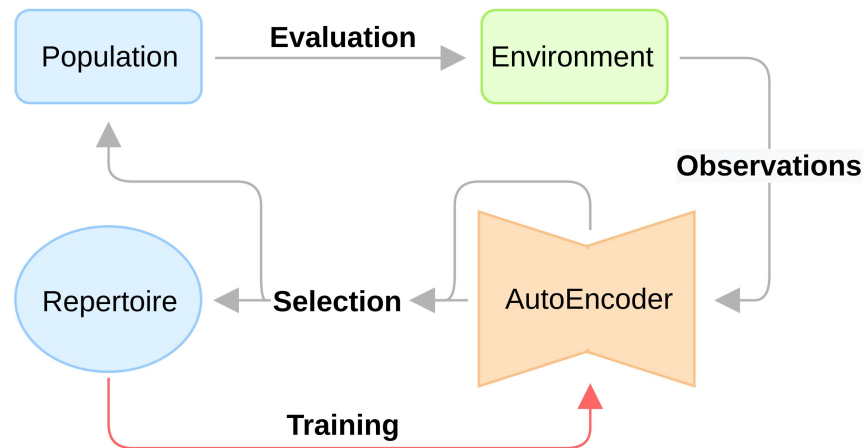 Evaluation
Population
Environment
Observations
Repertoire
Selection
AutoEncoder
Training